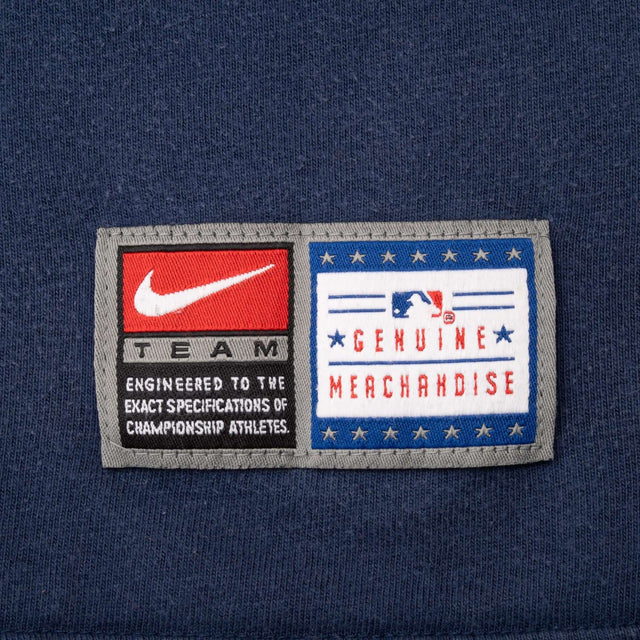 TEAM
ENGINEERED TO THE
EXACT SPECIFICATIONS OF
CHAMPIONSHIP ATHLETES.
GENUINE
MERCHANDISE